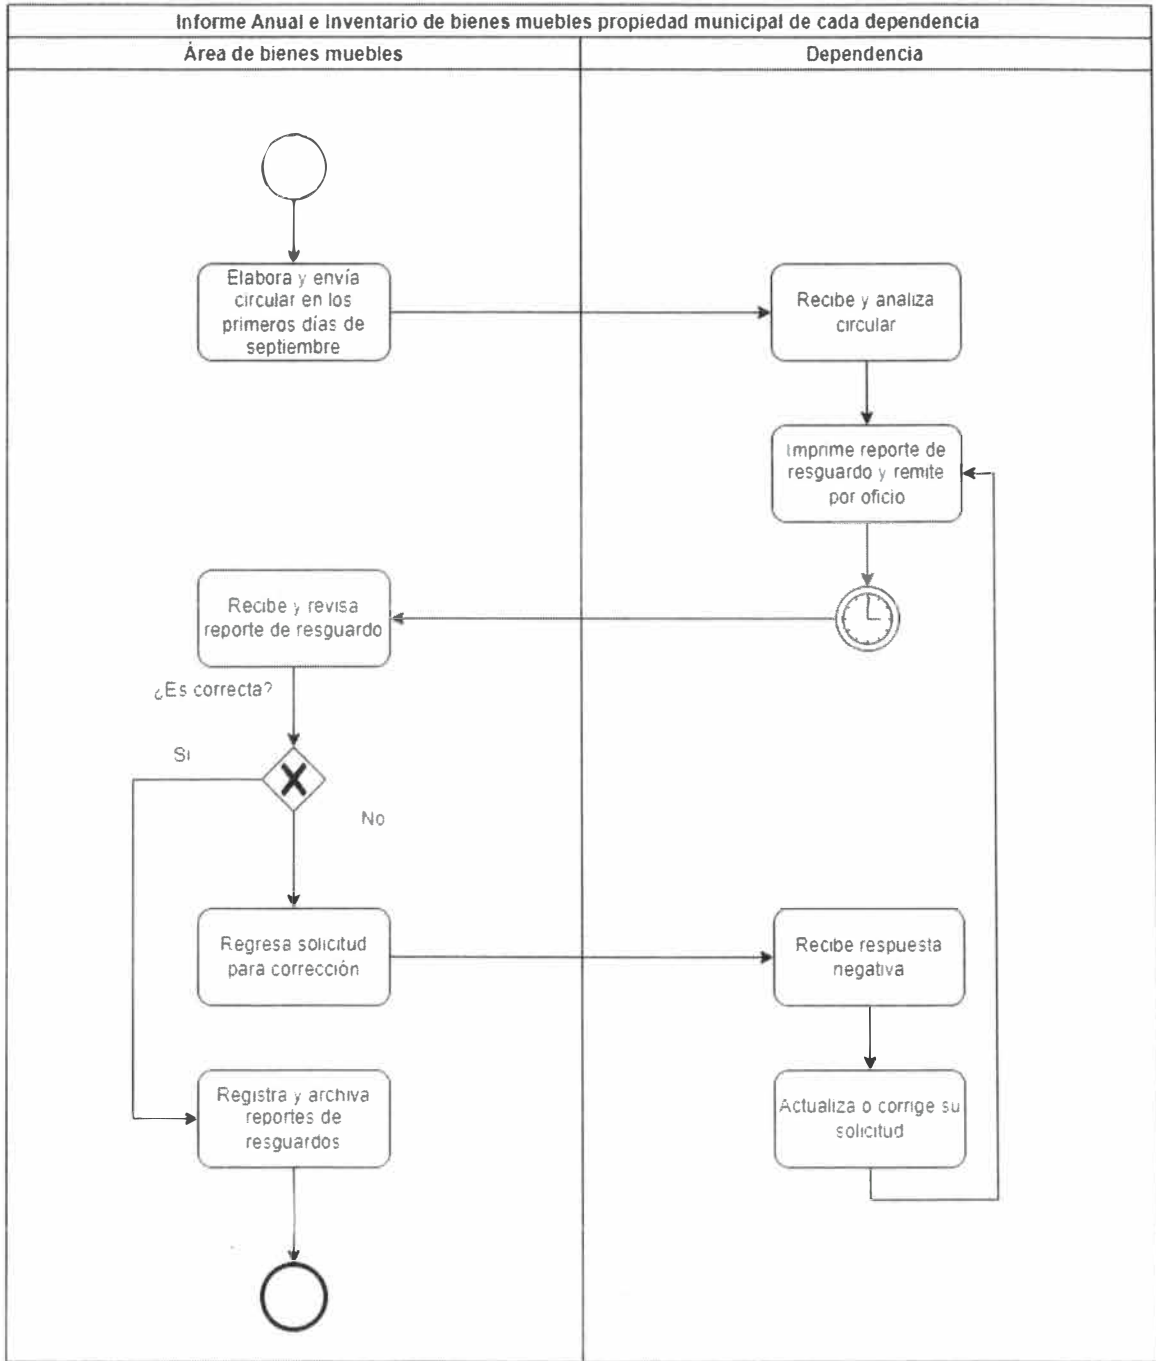 Informe Anual e Inventario de bienes muebles propiedad municipal de cada dependencia
Área de bienes muebles
Dependencia
Elabora y envía
circular en los
primeros días de
septiembre
Recibe y analiza
circular
Imprime reporte de
resguardo y remite
por oficio
Recibe y revisa
reporte de resguardo
¿Es correcta?
Si
No
Regresa solicitud
para corrección
Recibe respuesta
negativa
Registra y archiva
reportes de
resguardos
Actualiza o corrige su
solicitud